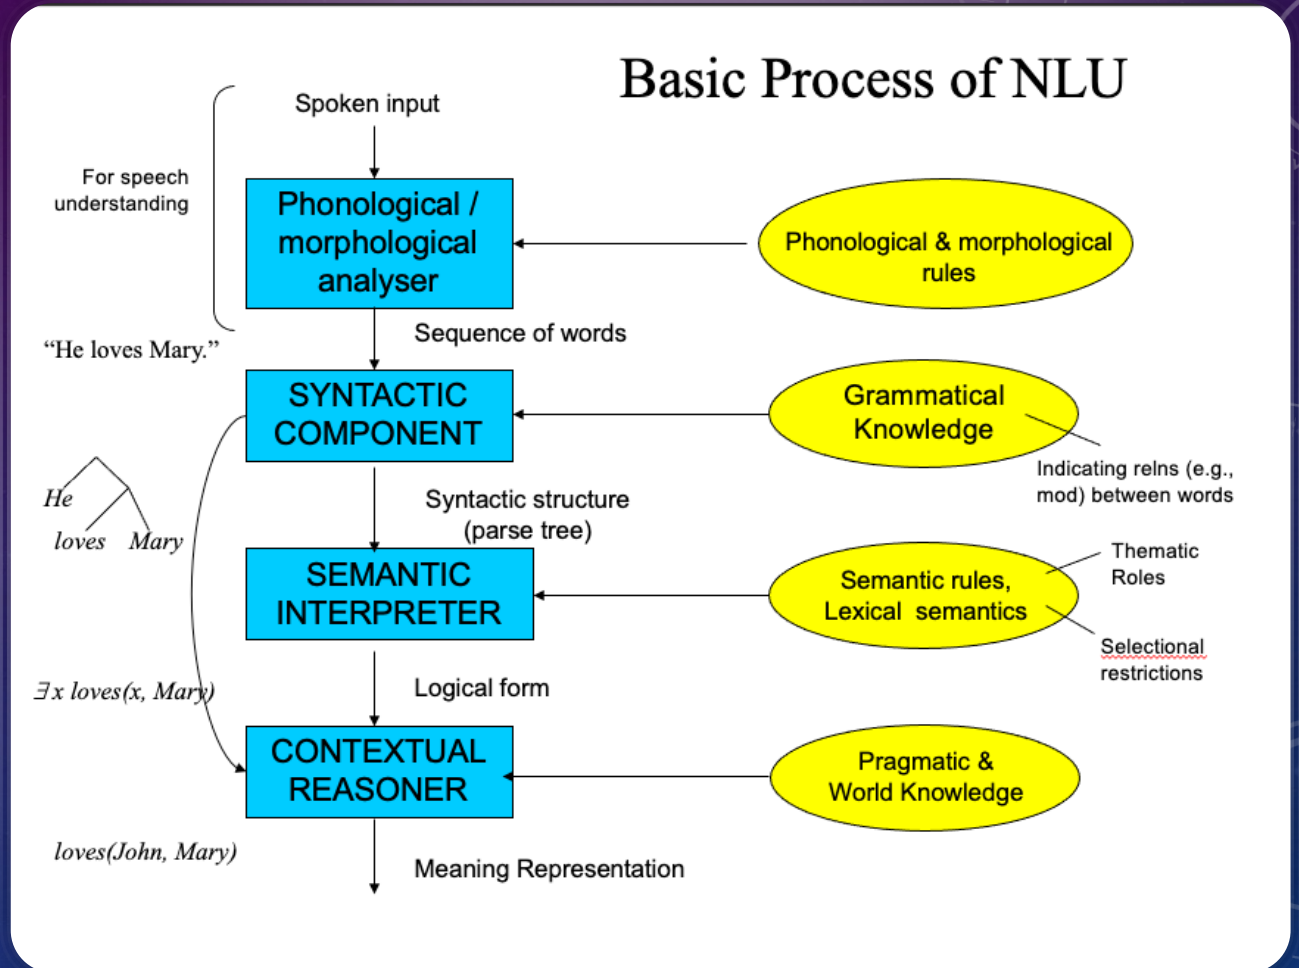 Basic Process of NLU
Spoken input
For speech
understanding
Phonological /
morphological
analyser
Phonological & morphological
rules
Sequence of words
“He loves Mary.”
SYNTACTIC
COMPONENT
Grammatical
Knowledge
Indicating relns (e.g.,
mod) between words
He
loves Mary
Syntactic structure
(parse tree)
SEMANTIC
INTERPRETER
Semantic rules,
Lexical semantics
Thematic
Roles
Selectional
restrictions
∃x loves(x, Mary)
Logical form
CONTEXTUAL
REASONER
Pragmatic &
World Knowledge
loves(John, Mary)
Meaning Representation